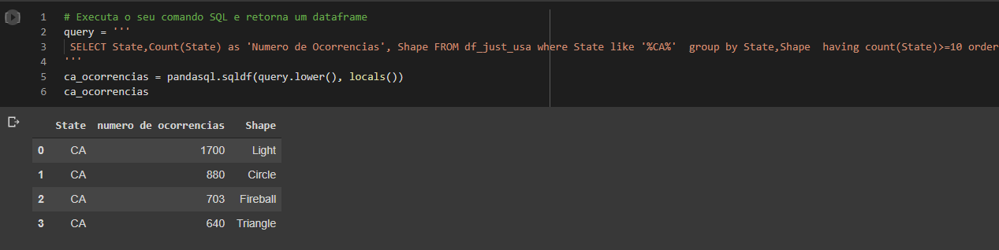 1 # Executa o seu comando SQL e retorna um dataframe
2 query = '''
3 SELECT State,Count(State) as 'Numero de Ocorrencias', Shape FROM df_just_usa where State like '%CA%'  group by State,Shape  having count(State)>=10 order
4 '''
5 ca_ocorrencias = pandasql.sqldf(query.lower(), locals())
6 ca_ocorrencias
State numero de ocorrencias Shape
0 CA 1700 Light
1 CA 880 Circle
2 CA 703 Fireball
3 CA 640 Triangle